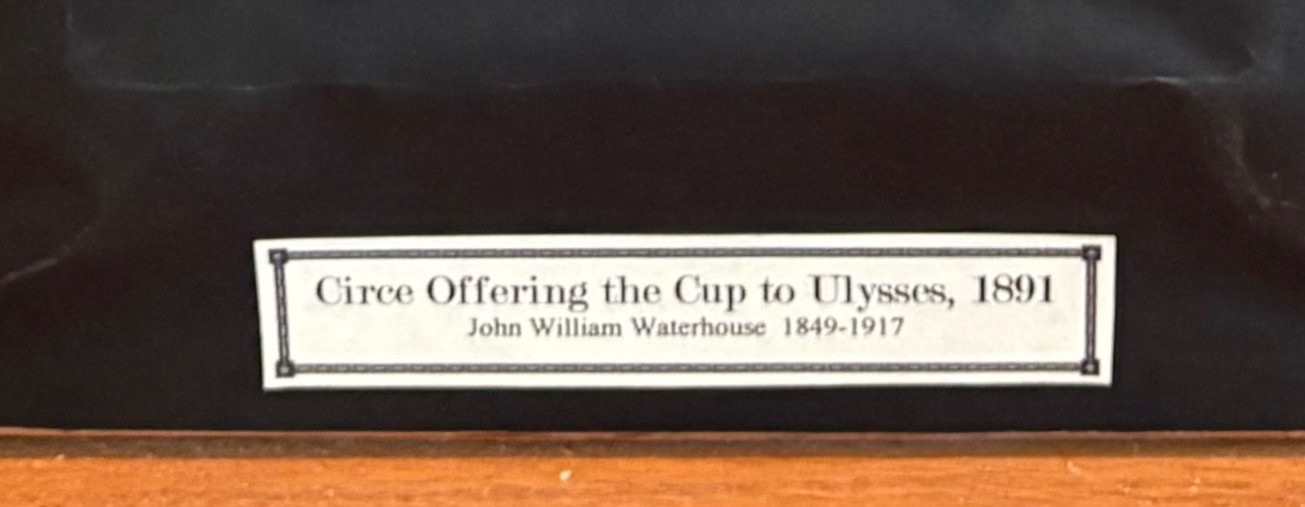 Circe Offering the Cup to Ulysses, 1891
John William Waterhouse 1849-1917